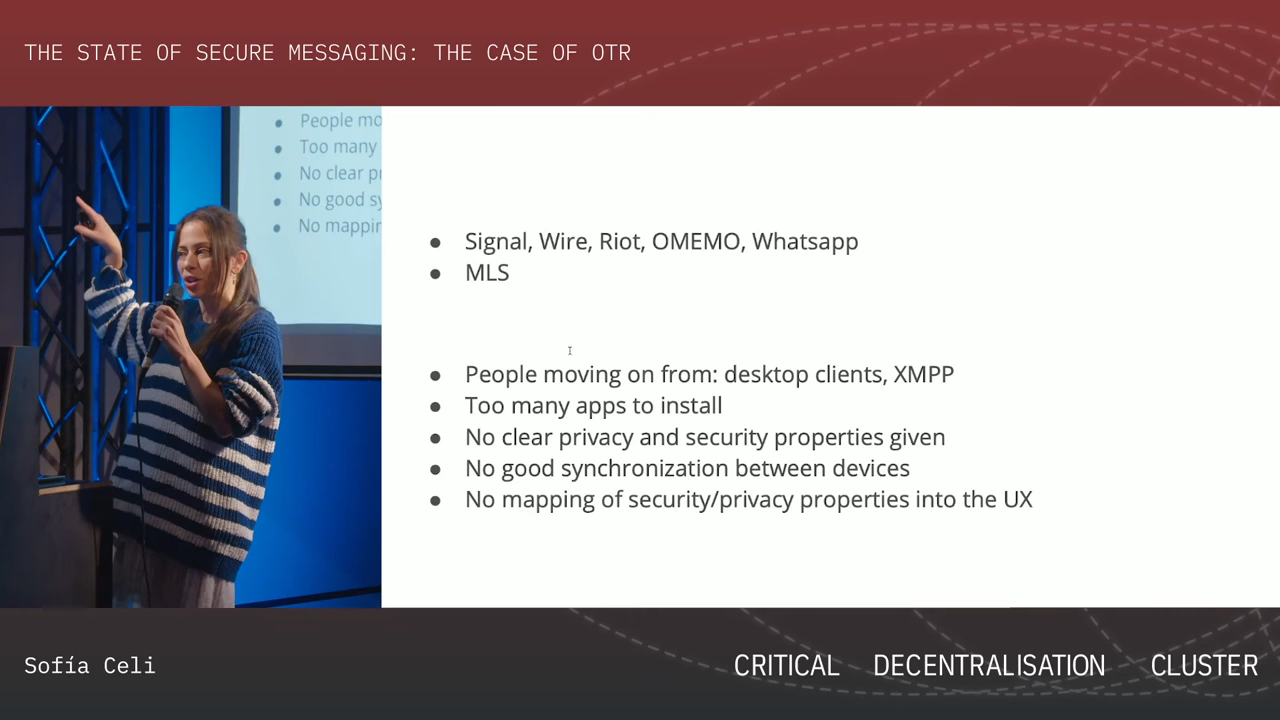 THE STATE OF SECURE MESSAGING: THE CASE OF OTR
People mo
Too many
No clear pr
No good sy
No mappin
● Signal, Wire, Riot, OMEMO, Whatsapp
● MLS
● People moving on from: desktop clients, XMPP
● Too many apps to install
● No clear privacy and security properties given
● No good synchronization between devices
● No mapping of security/privacy properties into the UX
Sofía Celi
CRITICAL DECENTRALISATION CLUSTER